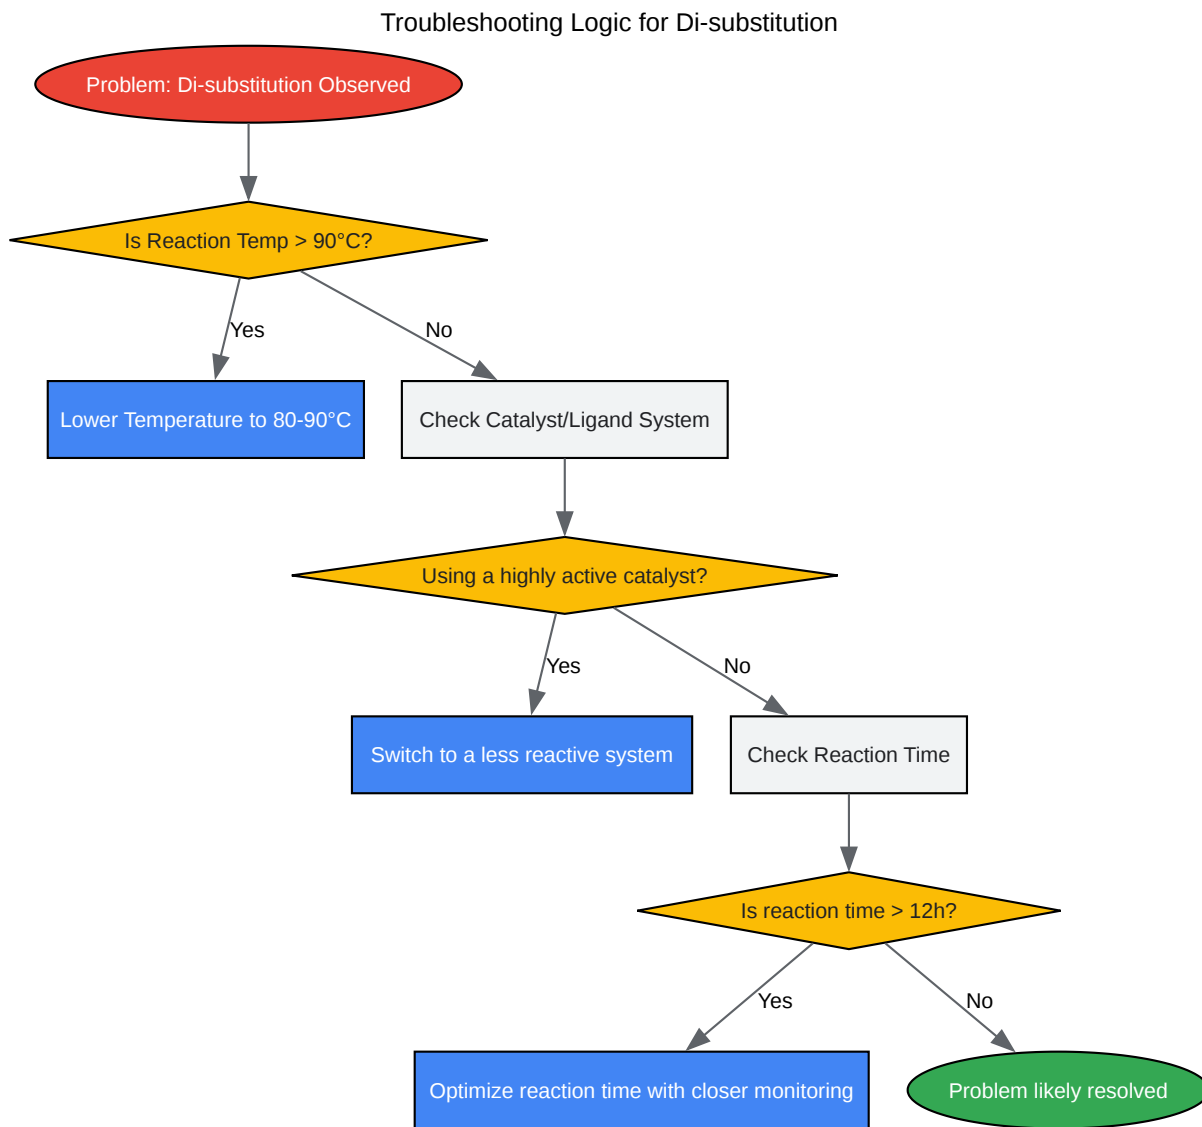 Troubleshooting Logic for Di-substitution
Problem: Di-substitution Observed
Is Reaction Temp > 90°C?
Yes
No
Lower Temperature to 80-90°C
Check Catalyst/Ligand System
Using a highly active catalyst?
Yes
No
Switch to a less reactive system
Check Reaction Time
Is reaction time > 12h?
Yes
No
Optimize reaction time with closer monitoring
Problem likely resolved